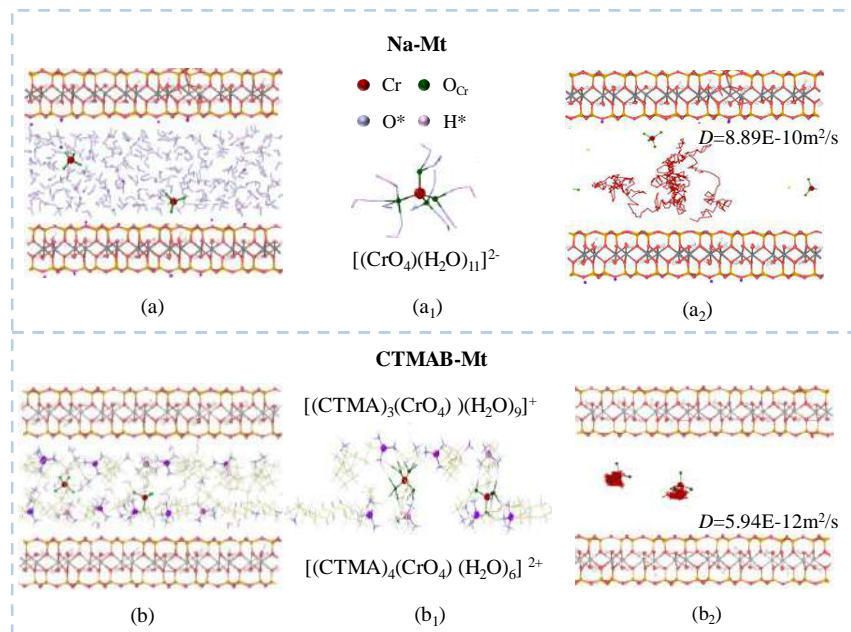 Na-Mt
Cr O_Cr
O* H*
D=8.89E-10m²/s
[(CrO₄)(H₂O)₁₁]²⁻
(a) (a₁) (a₂)
CTMAB-Mt
[(CTMA)₃(CrO₄) )(H₂O)₉]⁺
D=5.94E-12m²/s
[(CTMA)₄(CrO₄) (H₂O)₆] ²⁺
(b) (b₁) (b₂)